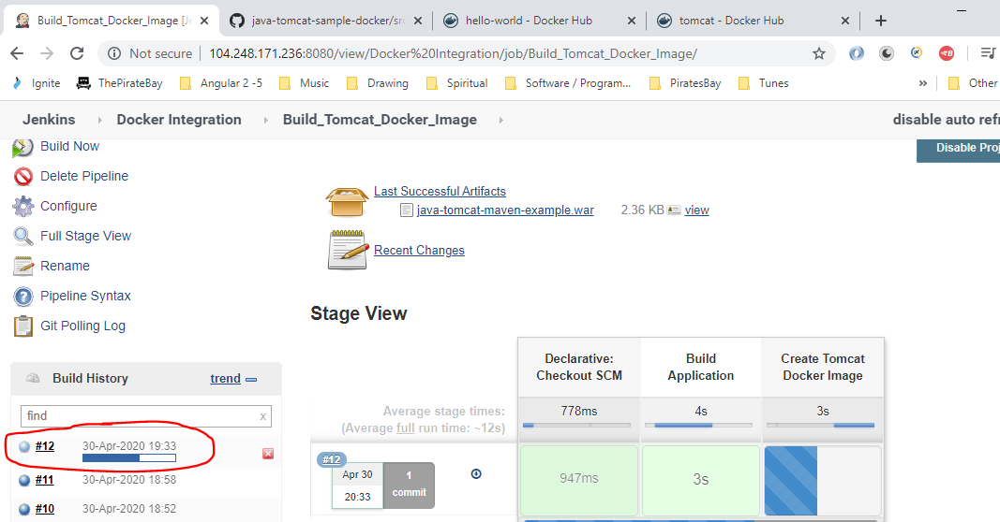 Build_Tomcat_Docker_Image [Je
java-tomcat-sample-docker/src
hello-world - Docker Hub
tomcat - Docker Hub
Not secure
104.248.171.236:8080/view/Docker%20Integration/job/Build_Tomcat_Docker_Image/
Ignite
ThePirateBay
Angular 2 -5
Music
Drawing
Spiritual
Software / Program...
PiratesBay
Tunes
»
Other
Jenkins
Docker Integration
Build_Tomcat_Docker_Image
disable auto refr
Build Now
Delete Pipeline
Configure
Full Stage View
Rename
Pipeline Syntax
Git Polling Log
Disable Proj
Last Successful Artifacts
java-tomcat-maven-example.war 2.36 KB view
Recent Changes
Stage View
Build History trend
find x
#12 30-Apr-2020 19:33
#11 30-Apr-2020 18:58
#10 30-Apr-2020 18:52
Declarative:
Checkout SCM
Build
Application
Create Tomcat
Docker Image
Average stage times:
(Average full run time: ~12s)
778ms 4s 3s
#12
Apr 30
20:33
1
commit
947ms 3s